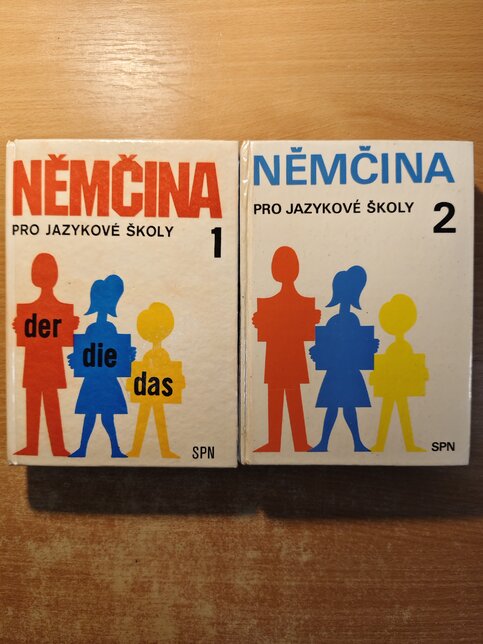 NĚMČINA
PRO JAZYKOVÉ ŠKOLY
1
der
die
das
SPN
NĚMČINA
PRO JAZYKOVÉ ŠKOLY
2
SPN